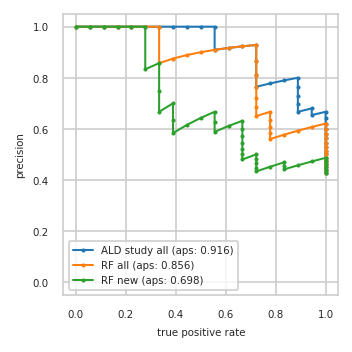 1.0
0.8
0.6
0.4
0.2
0.0
precision
ALD study all (aps: 0.916)
RF all (aps: 0.856)
RF new (aps: 0.698)
0.0 0.2 0.4 0.6 0.8 1.0
true positive rate